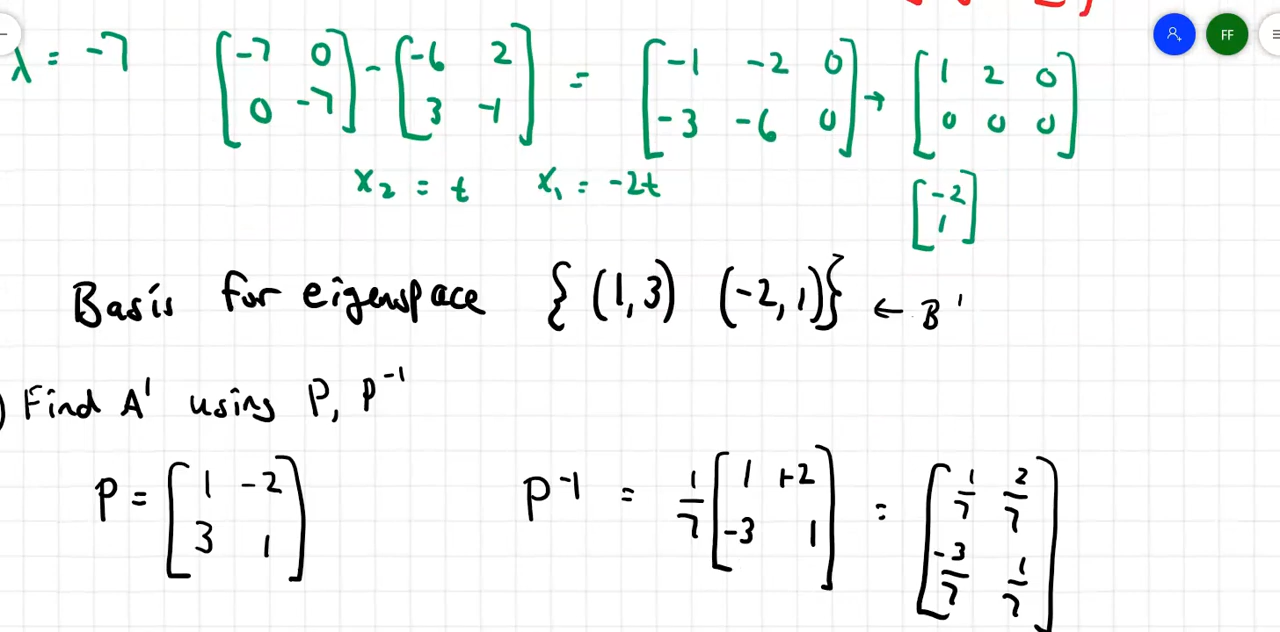 FF
λ = -7 [-7 0 0 -7] - [-6 2 3 -1] = [-1 -2 0 -3 -6 0] → [1 2 0 0 0 0]
x₂ = t x₁ = -2t [-2 1]
Basis for eigenspace { (1,3) (-2,1)} ← B'
) Find A' using P, P⁻¹
P = [1 -2 3 1] P⁻¹ = 1/7 [1 +2 -3 1] = [1/7 2/7 -3/7 1/7]